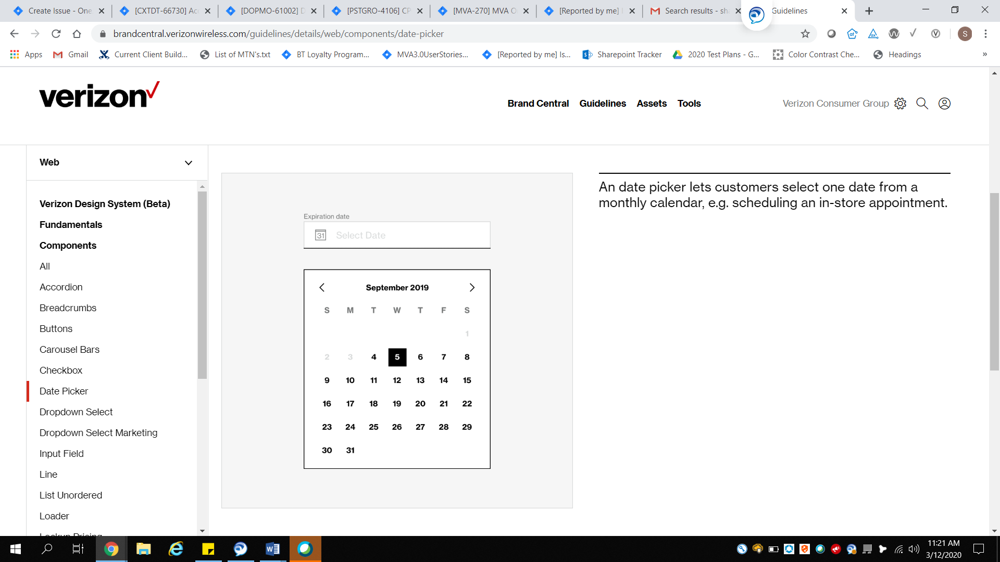 Create Issue - One
[CXTDT-66730] Ac
[DOPMO-61002] D
[PSTGRO-4106] CP
[MVA-270] MVA O
[Reported by me]
Search results - sha
Guidelines
brandcentral.verizonwireless.com/guidelines/details/web/components/date-picker
S
Apps
Gmail
Current Client Build...
List of MTN's.txt
BT Loyalty Program...
MVA3.0UserStories...
[Reported by me] Is...
Sharepoint Tracker
2020 Test Plans - G...
Color Contrast Che...
Headings
»
verizon
Brand Central Guidelines Assets Tools
Verizon Consumer Group
Web
Verizon Design System (Beta)
Fundamentals
Components
All
Accordion
Breadcrumbs
Buttons
Carousel Bars
Checkbox
Date Picker
Dropdown Select
Dropdown Select Marketing
Input Field
Line
List Unordered
Loader
Lockup Pricing
Expiration date
31 Select Date
September 2019
S M T W T F S
1
2 3 4 5 6 7 8
9 10 11 12 13 14 15
16 17 18 19 20 21 22
23 24 25 26 27 28 29
30 31
An date picker lets customers select one date from a
monthly calendar, e.g. scheduling an in-store appointment.
11:21 AM
3/12/2020